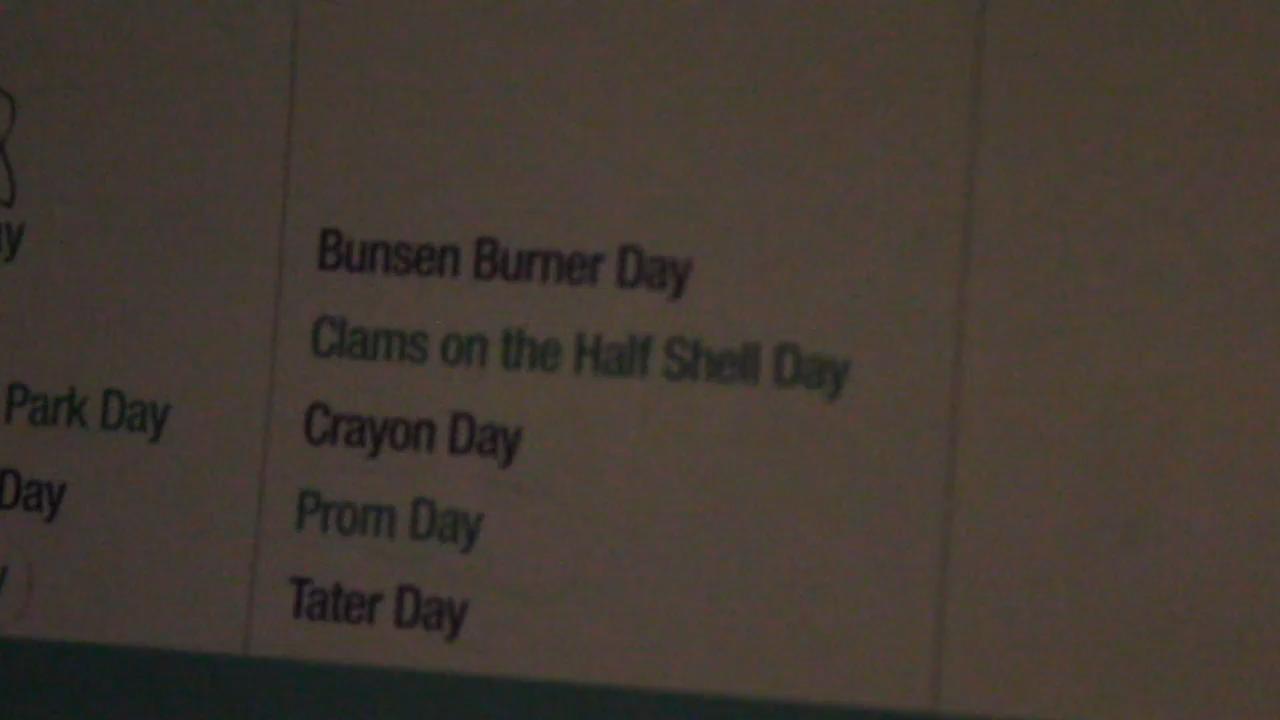 Bunsen Burner Day
Clams on the Half Shell Day
Park Day
Crayon Day
Day
Prom Day
Tater Day